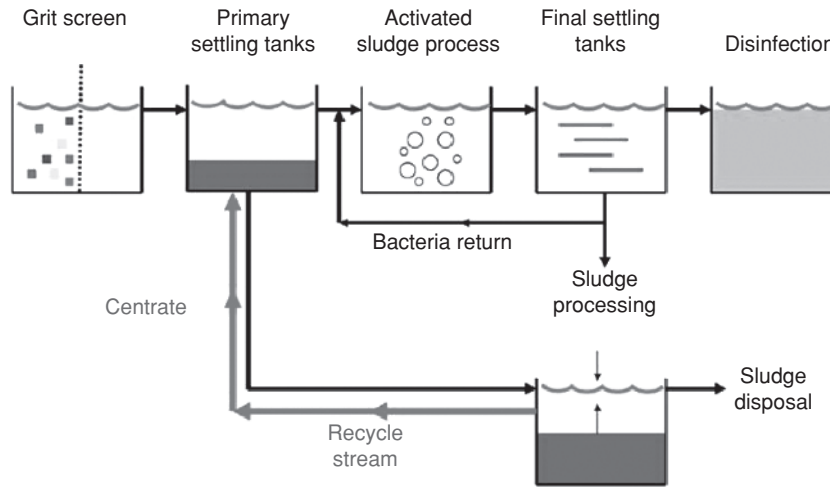 Grit screen
Primary
settling tanks
Activated
sludge process
Final settling
tanks
Disinfection
Bacteria return
Sludge
processing
Centrate
Recycle
stream
Sludge
disposal